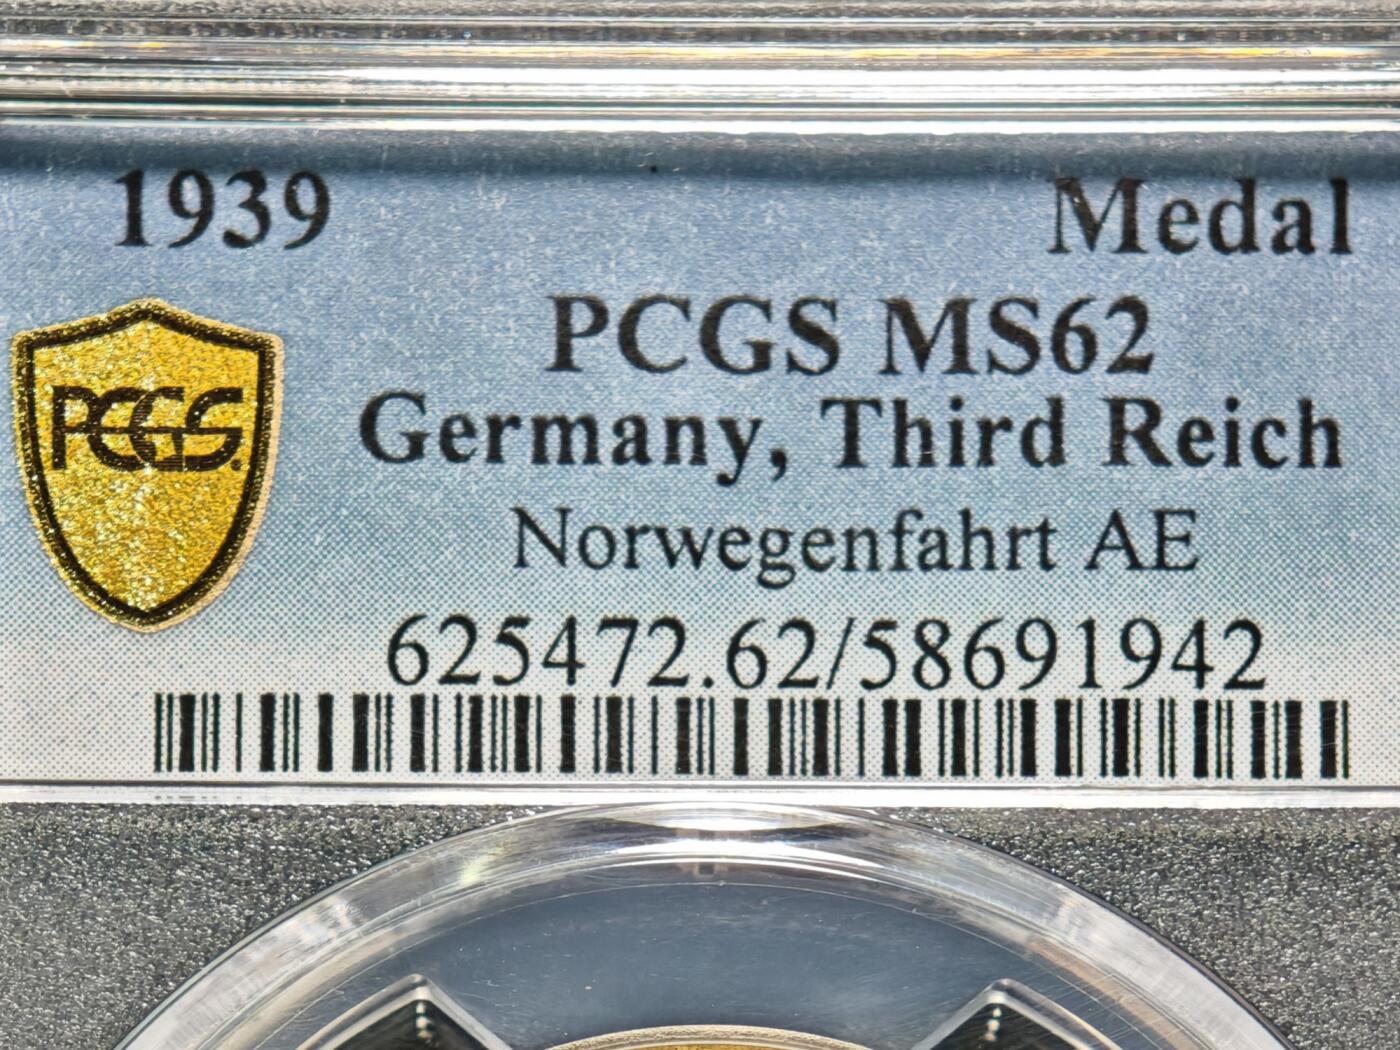 1939 Medal
PCGS MS62
PCGS.
Germany, Third Reich
Norwegenfahrt AE
625472.62/58691942